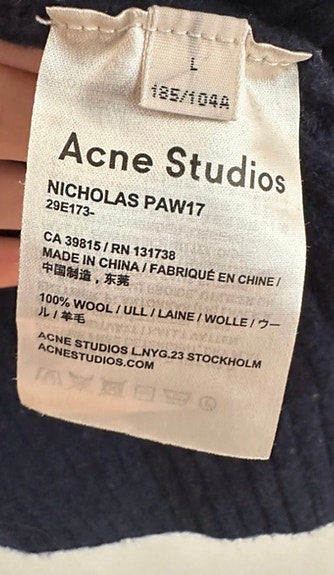 L
185/104A
Acne Studios
NICHOLAS PAW17
29E173-
CA 39815 / RN 131738
MADE IN CHINA / FABRIQUÉ EN CHINE /
中国制造，东莞
100% WOOL / ULL / LAINE / WOLLE / ウー
ル / 羊毛
ACNE STUDIOS L.NYG.23 STOCKHOLM
ACNESTUDIOS.COM